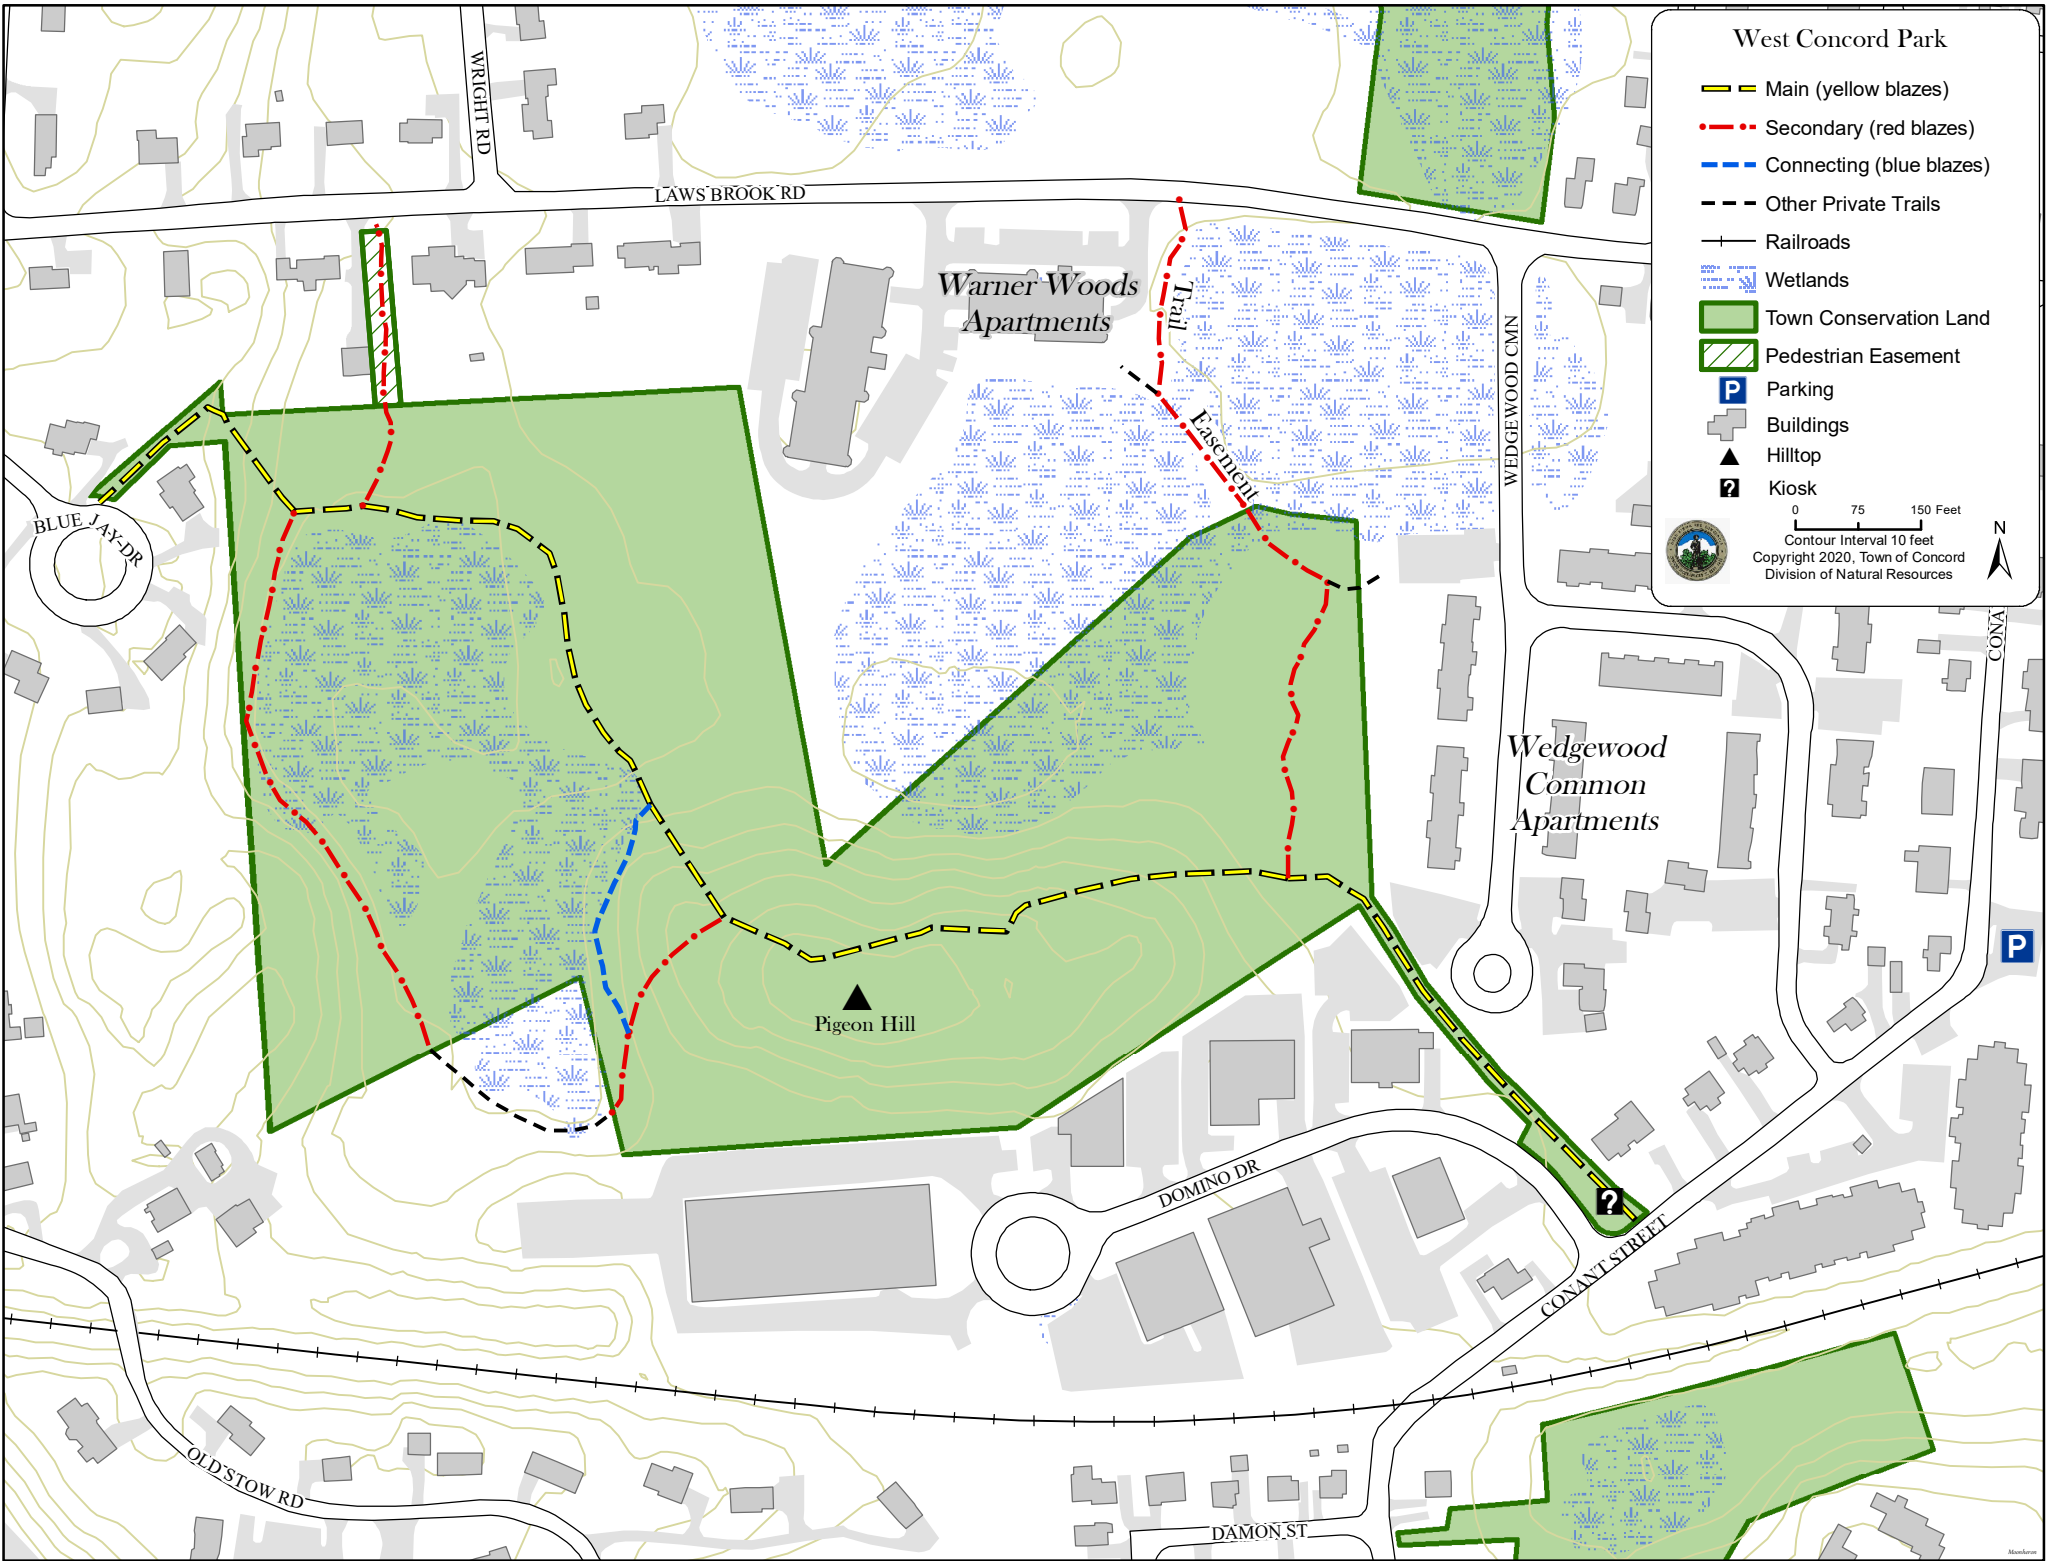 West Concord Park
Main (yellow blazes)
Secondary (red blazes)
Connecting (blue blazes)
Other Private Trails
Railroads
Wetlands
Town Conservation Land
Pedestrian Easement
P Parking
Buildings
Hilltop
? Kiosk
0 75 150 Feet
Contour Interval 10 feet
Copyright 2020, Town of Concord
Division of Natural Resources
N
WRIGHT RD
LAWS BROOK RD
Warner Woods
Apartments
Trail
Easement
WEDGEWOOD CMN
BLUE JAY DR
CONA
Wedgewood
Common
Apartments
P
Pigeon Hill
DOMINO DR
?
CONANT STREET
OLD STOW RD
DAMON ST